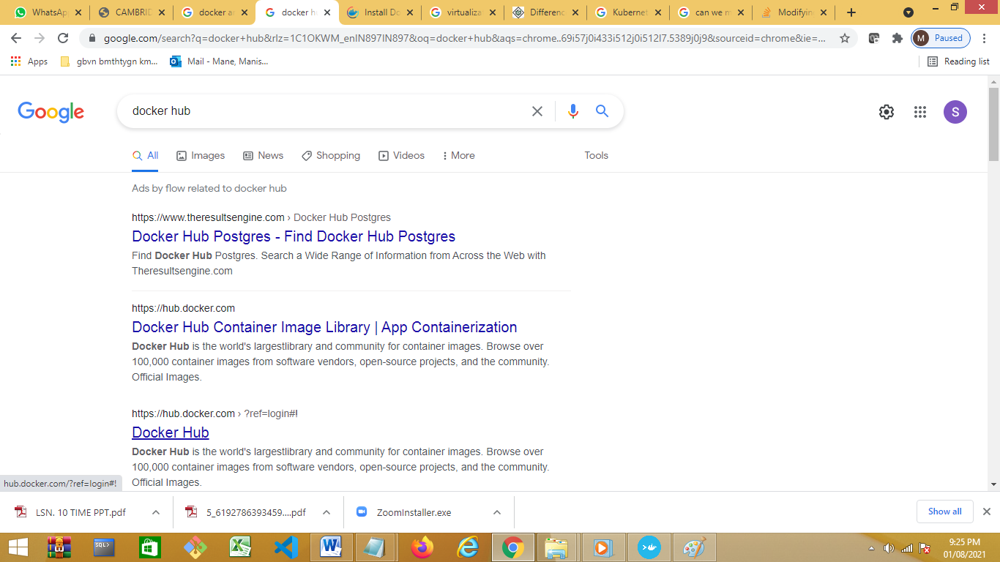 WhatsApp
CAMBRID
docker an
docker hu
Install Do
virtualiza
Differenc
Kubernet
can we m
Modifyin
google.com/search?q=docker+hub&rlz=1C1OKWM_enIN897IN897&oq=docker+hub&aqs=chrome..69i57j0i433i512j0i512l7.5389j0j9&sourceid=chrome&ie=...
M Paused
Apps
gbvn bmthtygn km...
Mail - Mane, Manis...
Reading list
Google
docker hub
S
All
Images
News
Shopping
Videos
More
Tools
Ads by flow related to docker hub
https://www.theresultsengine.com › Docker Hub Postgres
Docker Hub Postgres - Find Docker Hub Postgres
Find Docker Hub Postgres. Search a Wide Range of Information from Across the Web with
Theresultsengine.com
https://hub.docker.com
Docker Hub Container Image Library | App Containerization
Docker Hub is the world's largestlibrary and community for container images. Browse over
100,000 container images from software vendors, open-source projects, and the community.
Official Images.
https://hub.docker.com › ?ref=login#!
Docker Hub
Docker Hub is the world's largestlibrary and community for container images. Browse over
100,000 container images from software vendors, open-source projects, and the community.
Official Images.
hub.docker.com/?ref=login#!
LSN. 10 TIME PPT.pdf
5_6192786393459....pdf
ZoomInstaller.exe
Show all
SQL>
9:25 PM
01/08/2021